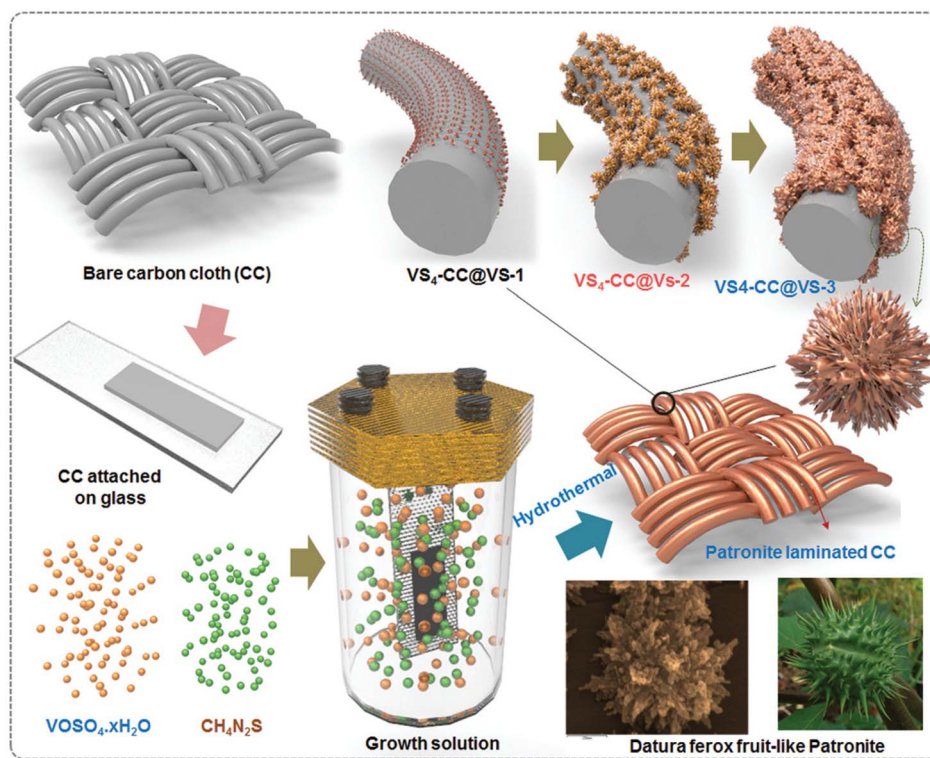 Bare carbon cloth (CC)
VS₄-CC@VS-1
VS₄-CC@Vs-2
VS4-CC@VS-3
CC attached
on glass
Hydrothermal
Patronite laminated CC
VOSO₄.xH₂O
CH₄N₂S
Growth solution
Datura ferox fruit-like Patronite